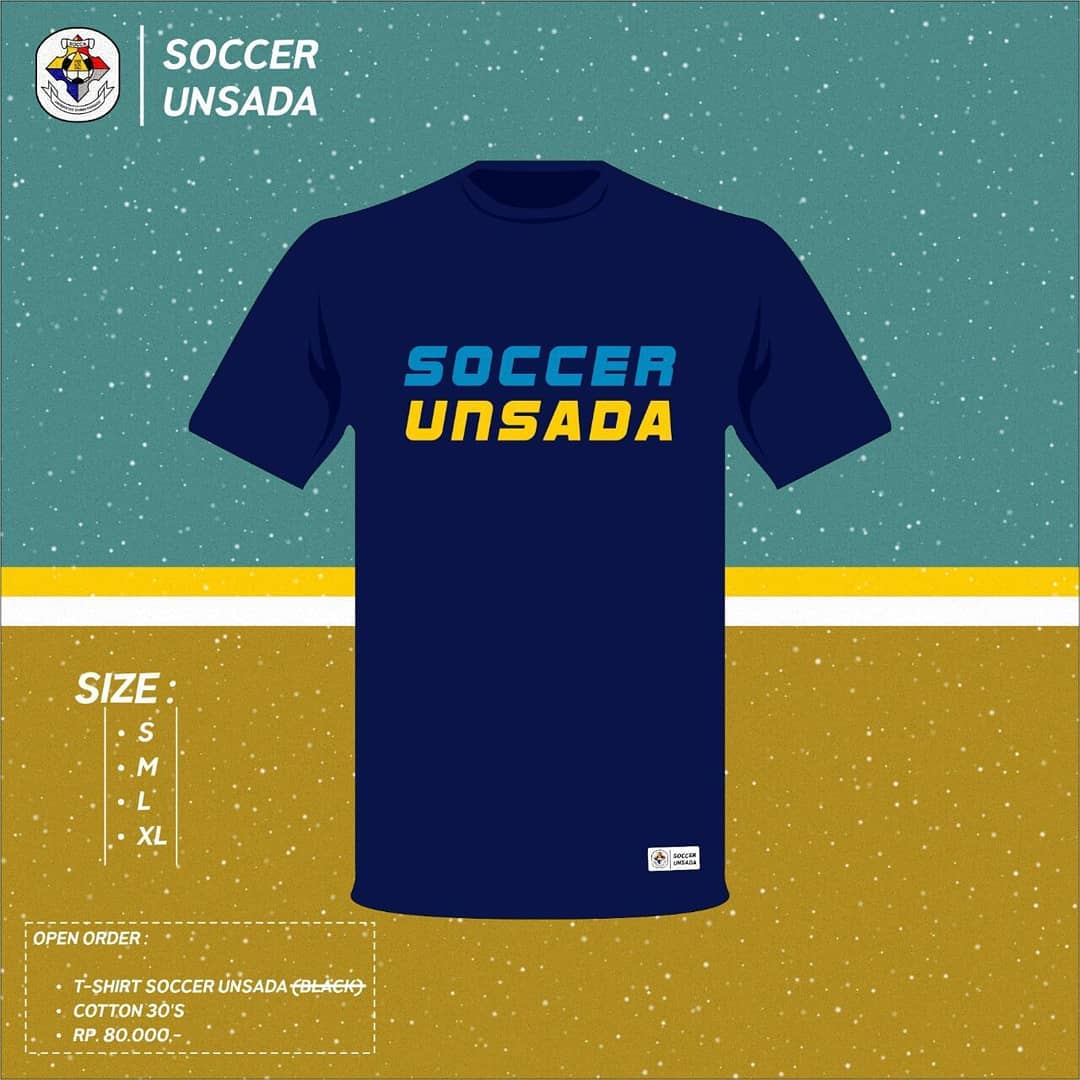 SOCCER
UNSADA
SOCCER
UNSADA
SIZE :
• S
• M
• L
• XL
SOCCER
UNSADA
OPEN ORDER :
• T-SHIRT SOCCER UNSADA (BLACK)
• COTTON 30'S
• RP. 80.000,-